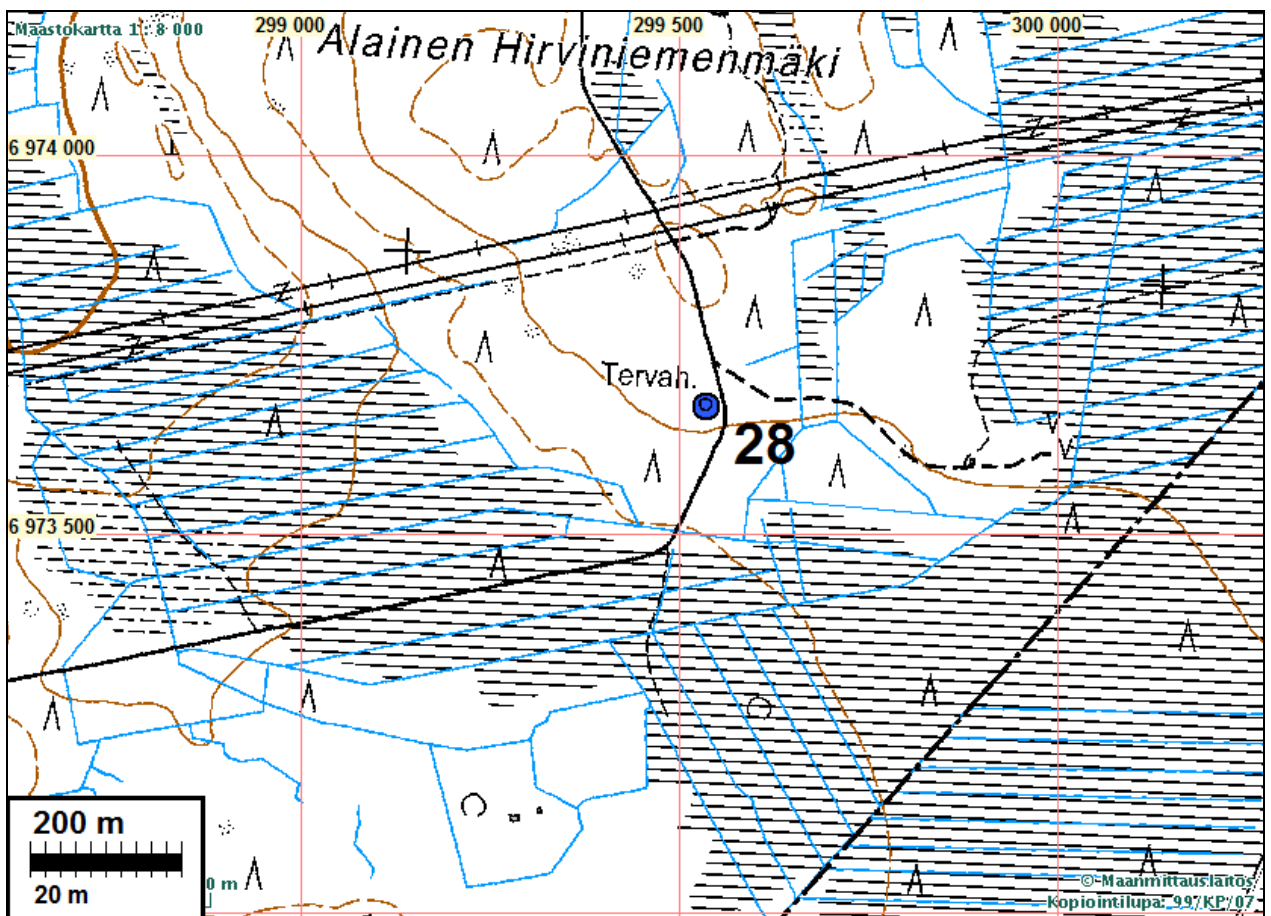 Maastokartta 1 : 8 000
299 000
299 500
300 000
Alainen Hirviniemenmäki
6 974 000
Tervah.
28
6 973 500
200 m
20 m
0 m
© Maanmittauslaitos
Kopiointilupa: 99/KP/07